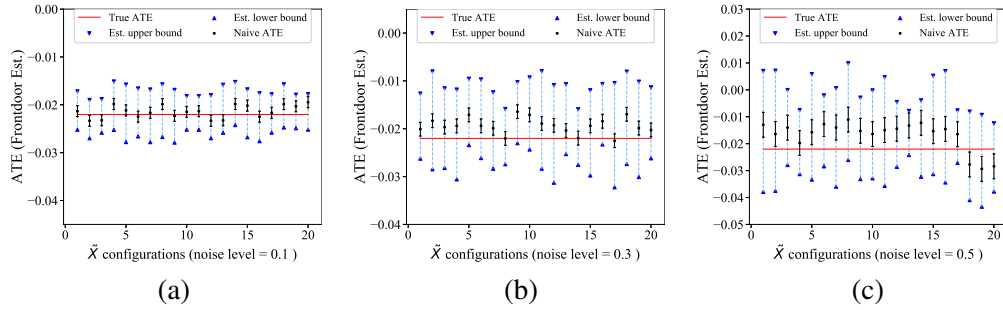 True ATE
Est. lower bound
Est. upper bound
Naive ATE
ATE (Frontdoor Est.)
0.00
−0.01
−0.02
−0.03
−0.04
0
5
10
15
20
X̃ configurations (noise level = 0.1 )
(a)
True ATE
Est. lower bound
Est. upper bound
Naive ATE
ATE (Frontdoor Est.)
0.00
−0.01
−0.02
−0.03
−0.04
0
5
10
15
20
X̃ configurations (noise level = 0.3 )
(b)
True ATE
Est. lower bound
Est. upper bound
Naive ATE
ATE (Frontdoor Est.)
0.02
0.01
0.00
−0.01
−0.02
−0.03
−0.04
−0.05
0
5
10
15
20
X̃ configurations (noise level = 0.5 )
(c)